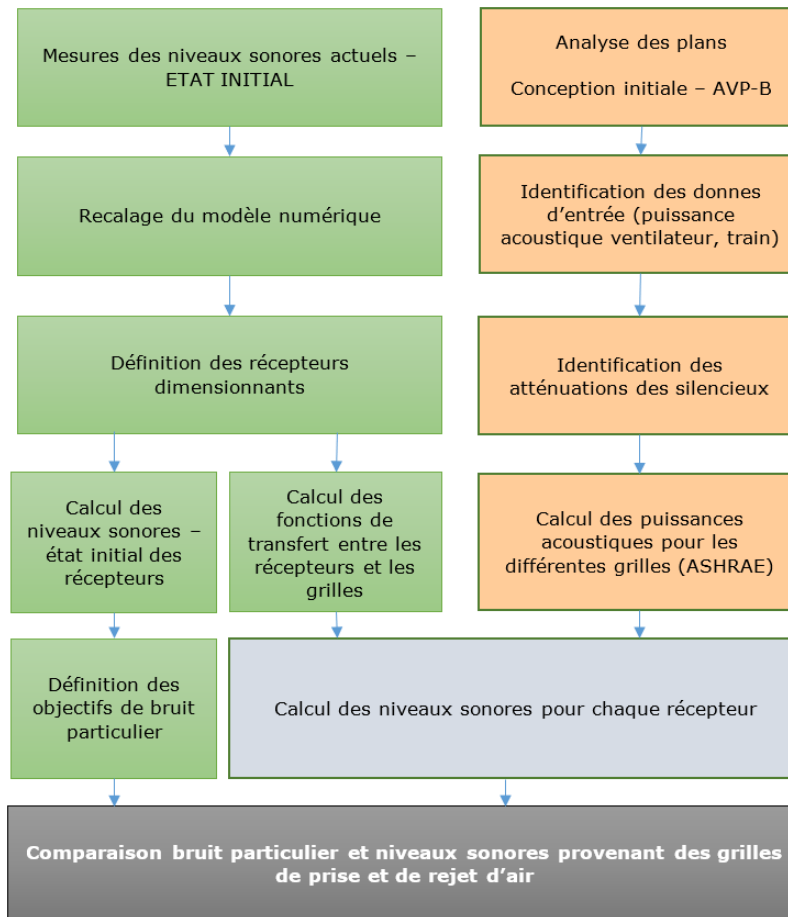 Mesures des niveaux sonores actuels –
ETAT INITIAL
Analyse des plans
Conception initiale – AVP-B
Recalage du modèle numérique
Identification des donnes
d’entrée (puissance
acoustique ventilateur, train)
Définition des récepteurs
dimensionnants
Identification des
atténuations des silencieux
Calcul des
niveaux sonores –
état initial des
récepteurs
Calcul des
fonctions de
transfert entre les
récepteurs et les
grilles
Calcul des puissances
acoustiques pour les
différentes grilles (ASHRAE)
Définition des
objectifs de bruit
particulier
Calcul des niveaux sonores pour chaque récepteur
Comparaison bruit particulier et niveaux sonores provenant des grilles
de prise et de rejet d’air